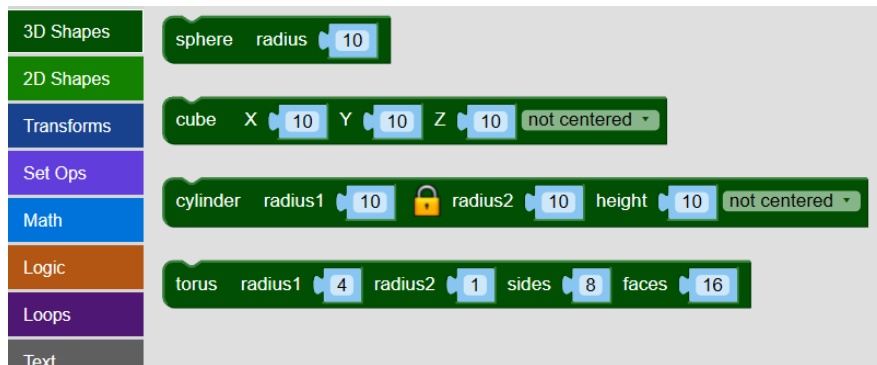 3D Shapes
2D Shapes
Transforms
Set Ops
Math
Logic
Loops
Text
sphere radius 10
cube X 10 Y 10 Z 10 not centered
cylinder radius1 10 radius2 10 height 10 not centered
torus radius1 4 radius2 1 sides 8 faces 16